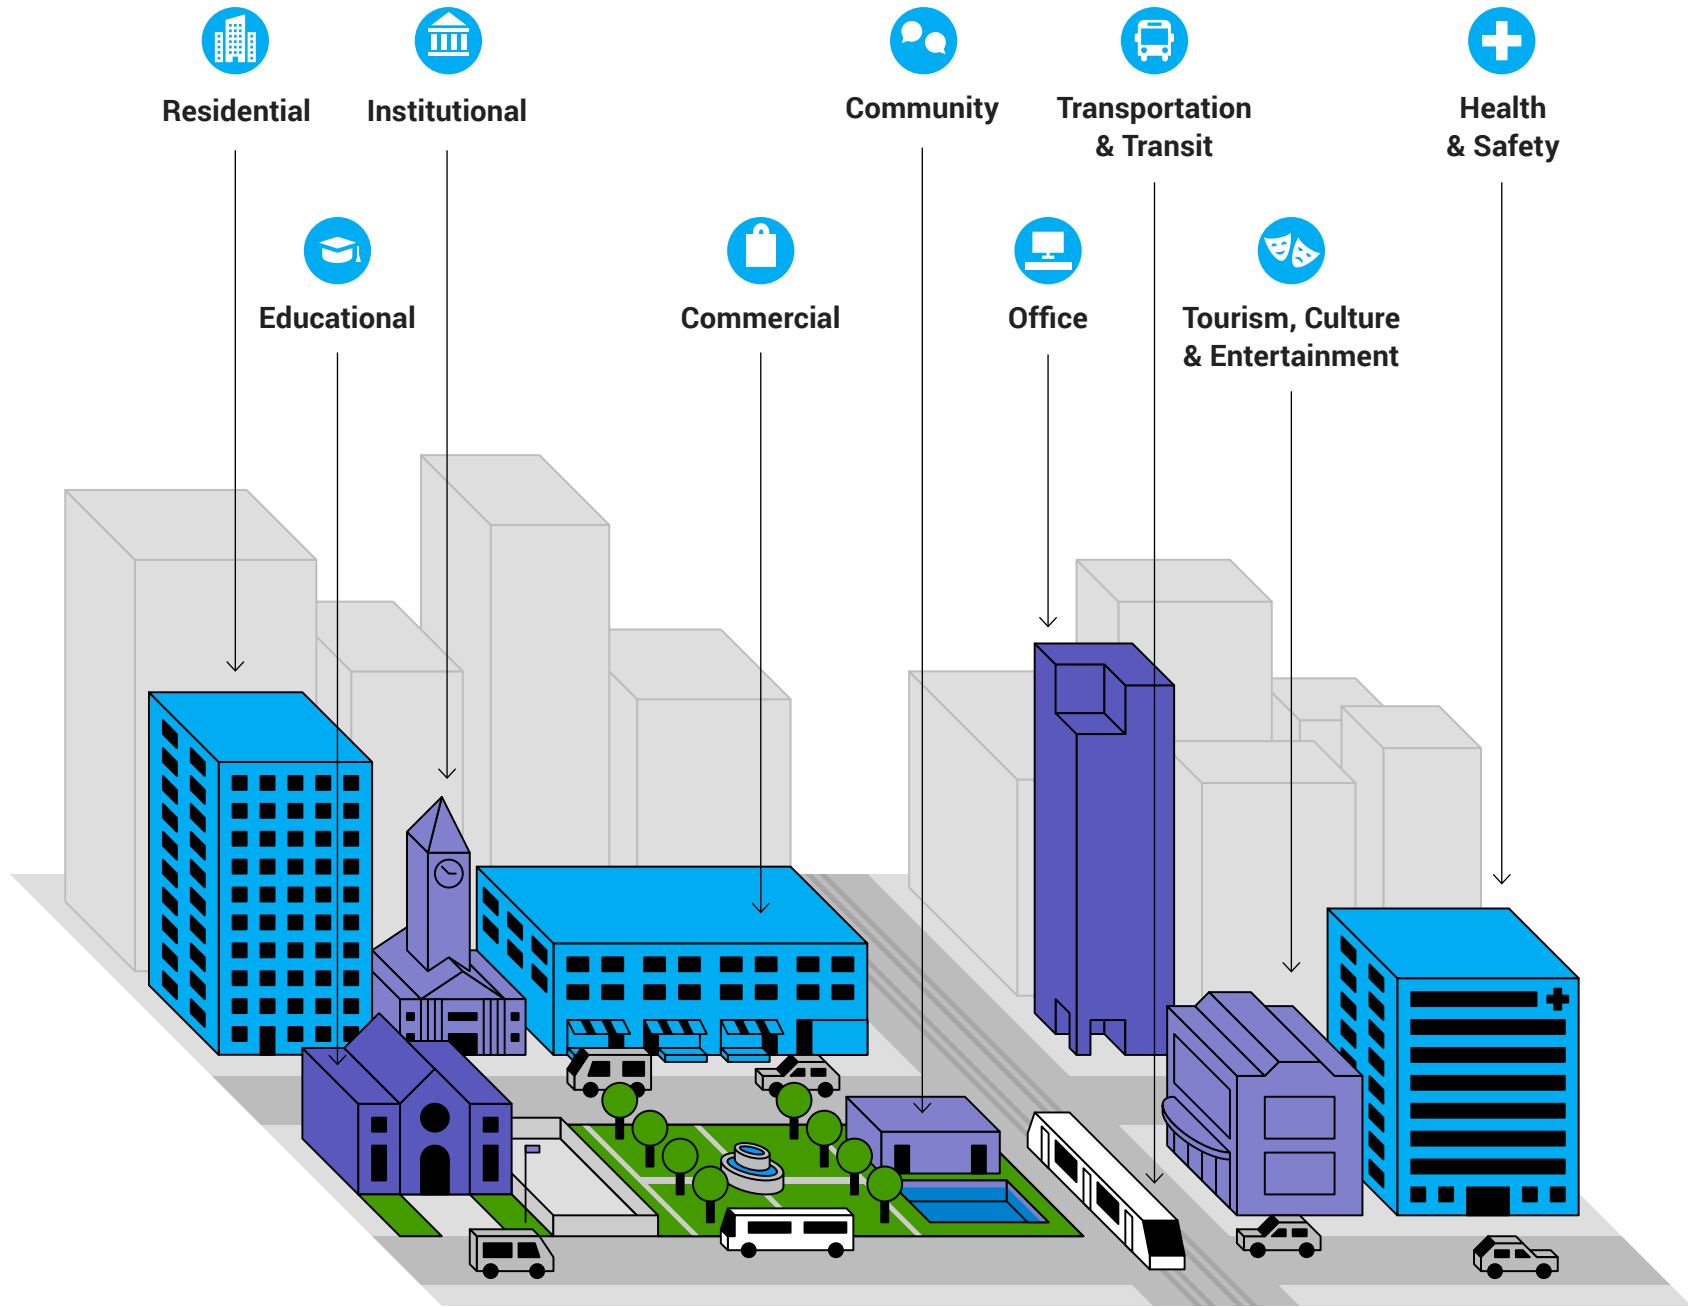 Residential
Institutional
Community
Transportation
& Transit
Health
& Safety
Educational
Commercial
Office
Tourism, Culture
& Entertainment